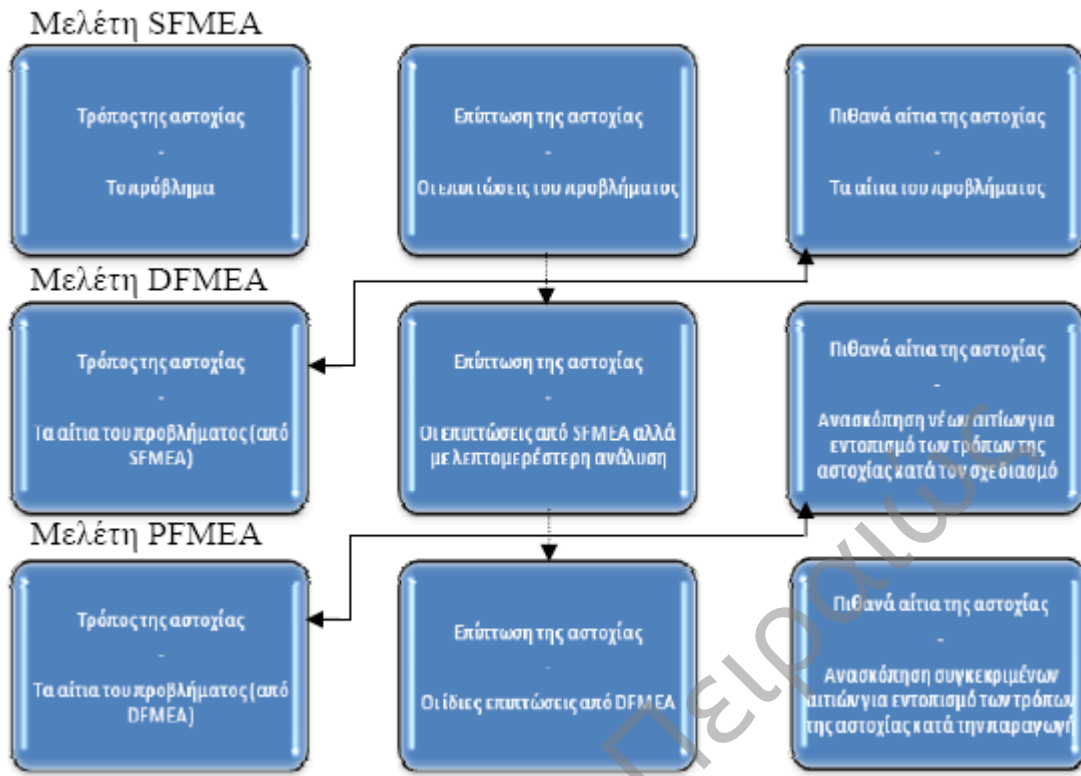 Μελέτη SFMEA
Τρόπος της αστοχίας
-
Το πρόβλημα
Επίπτωση της αστοχίας
-
Οι επιπτώσεις του προβλήματος
Πιθανά αίτια της αστοχίας
-
Τα αίτια του προβλήματος
Μελέτη DFMEA
Τρόπος της αστοχίας
-
Τα αίτια του προβλήματος (από
SFMEA)
Επίπτωση της αστοχίας
-
Οι επιπτώσεις από SFMEA αλλά
με λεπτομερέστερη ανάλυση
Πιθανά αίτια της αστοχίας
-
Ανασκόπηση νέων αιτίων για
εντοπισμό των τρόπων της
αστοχίας κατά τον σχεδιασμό
Μελέτη PFMEA
Τρόπος της αστοχίας
-
Τα αίτια του προβλήματος (από
DFMEA)
Επίπτωση της αστοχίας
-
Οι ίδιες επιπτώσεις από DFMEA
Πιθανά αίτια της αστοχίας
-
Ανασκόπηση συγκεκριμένων
αιτιών για εντοπισμό των τρόπων
της αστοχίας κατά την παραγωγή
Πειραιώς